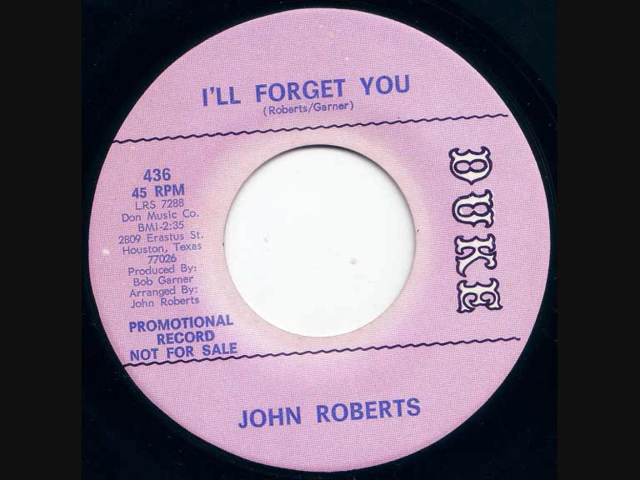 I'LL FORGET YOU
(Roberts/Garner)
436
45 RPM
LRS 7288
Don Music Co.
BMI-2:35
2809 Erastus St.
Houston, Texas
77026
Produced By:
Bob Garner
Arranged By:
John Roberts
PROMOTIONAL
RECORD
NOT FOR SALE
DUKE
JOHN ROBERTS